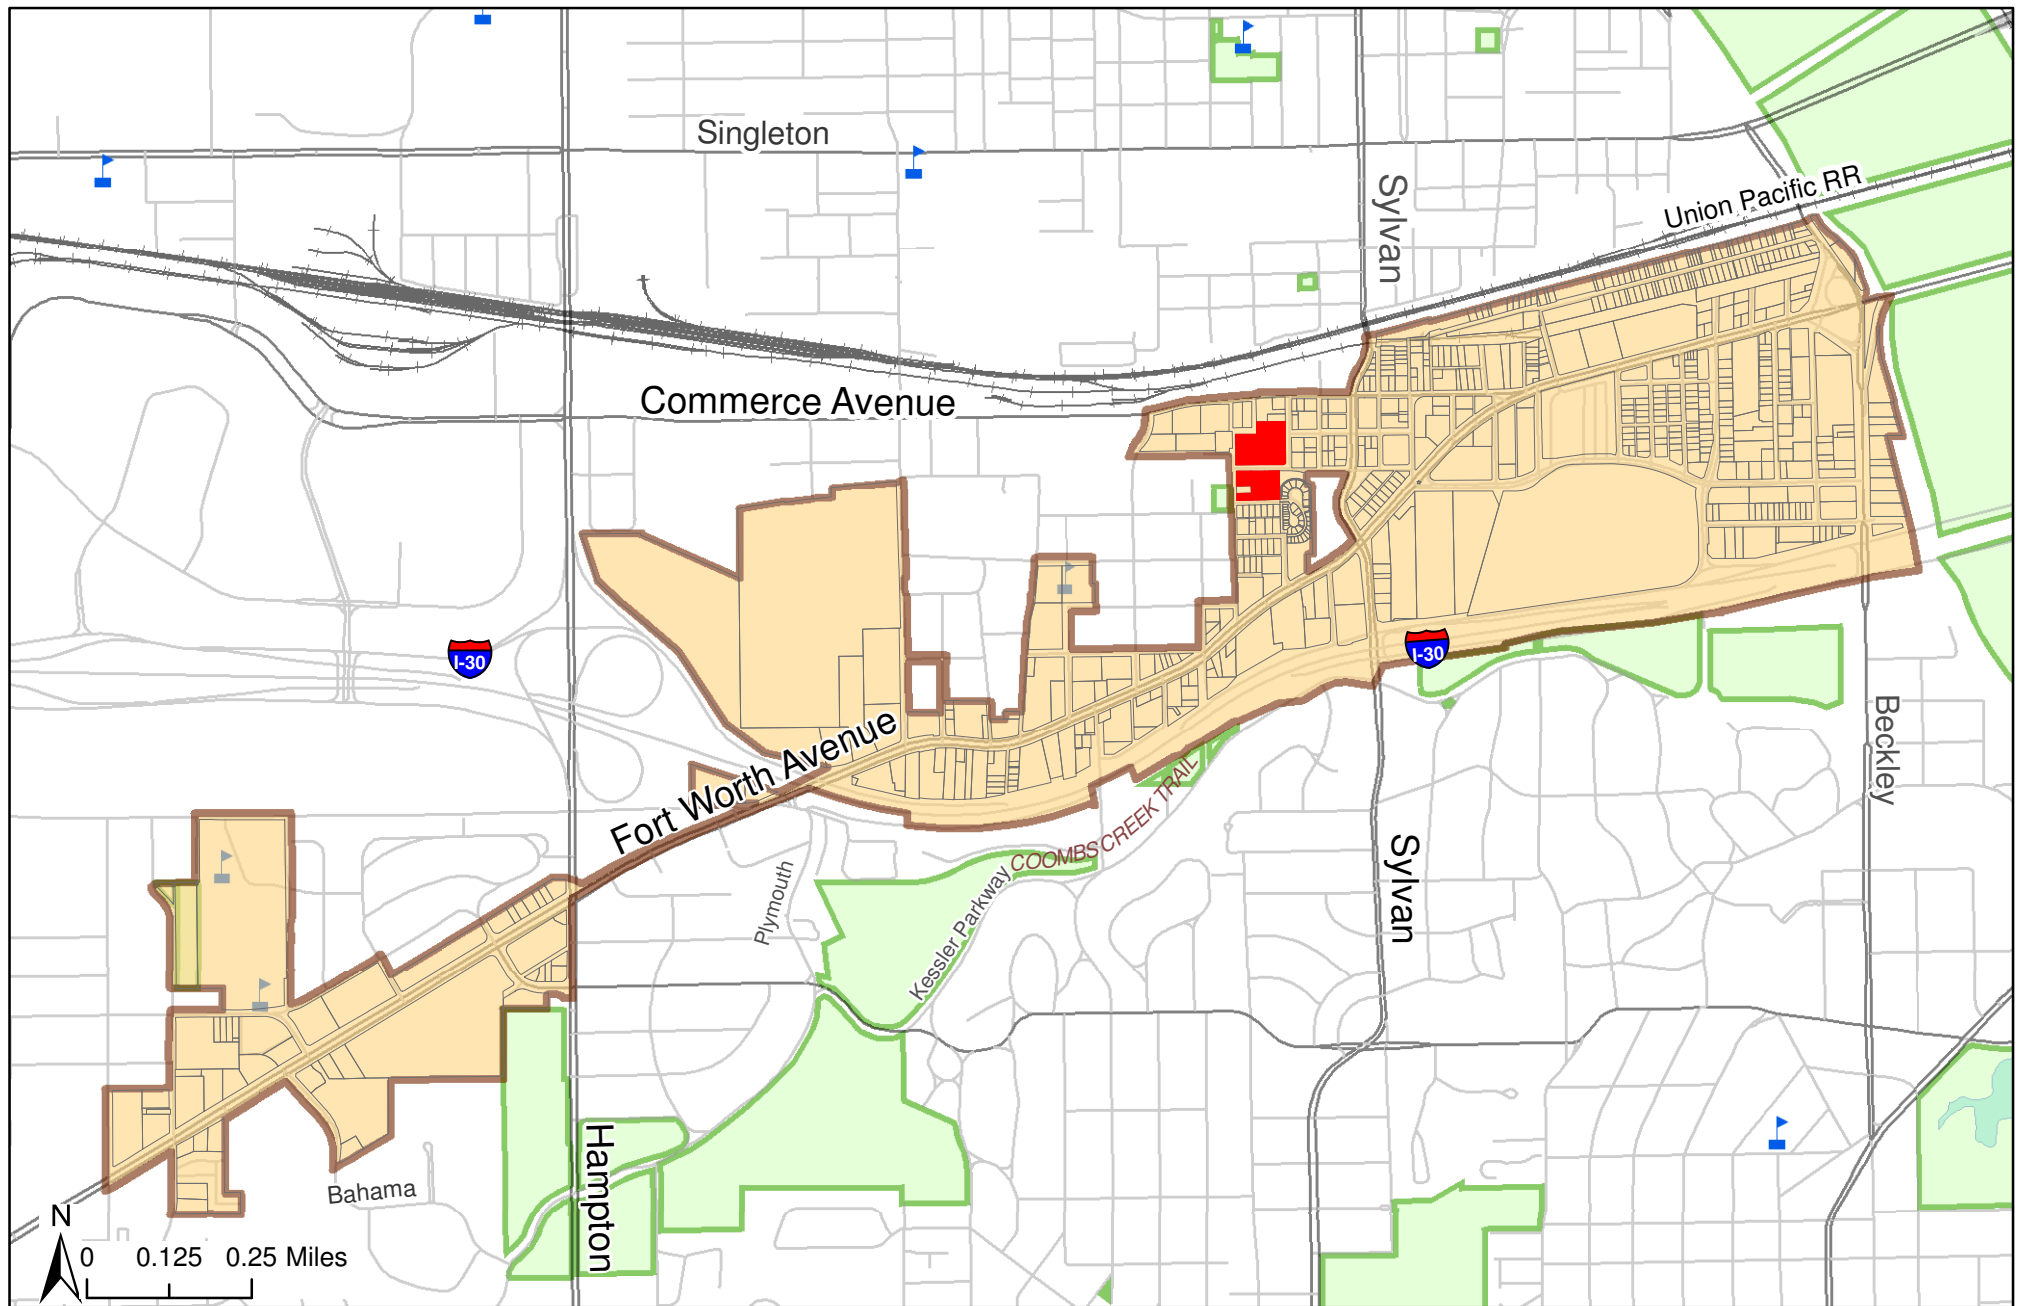 Singleton
Sylvan
Union Pacific RR
Commerce Avenue
I-30
I-30
Fort Worth Avenue
Beckley
COOMBS CREEK TRAIL
Plymouth
Kessler Parkway
Sylvan
Hampton
Bahama
N
0 0.125 0.25 Miles